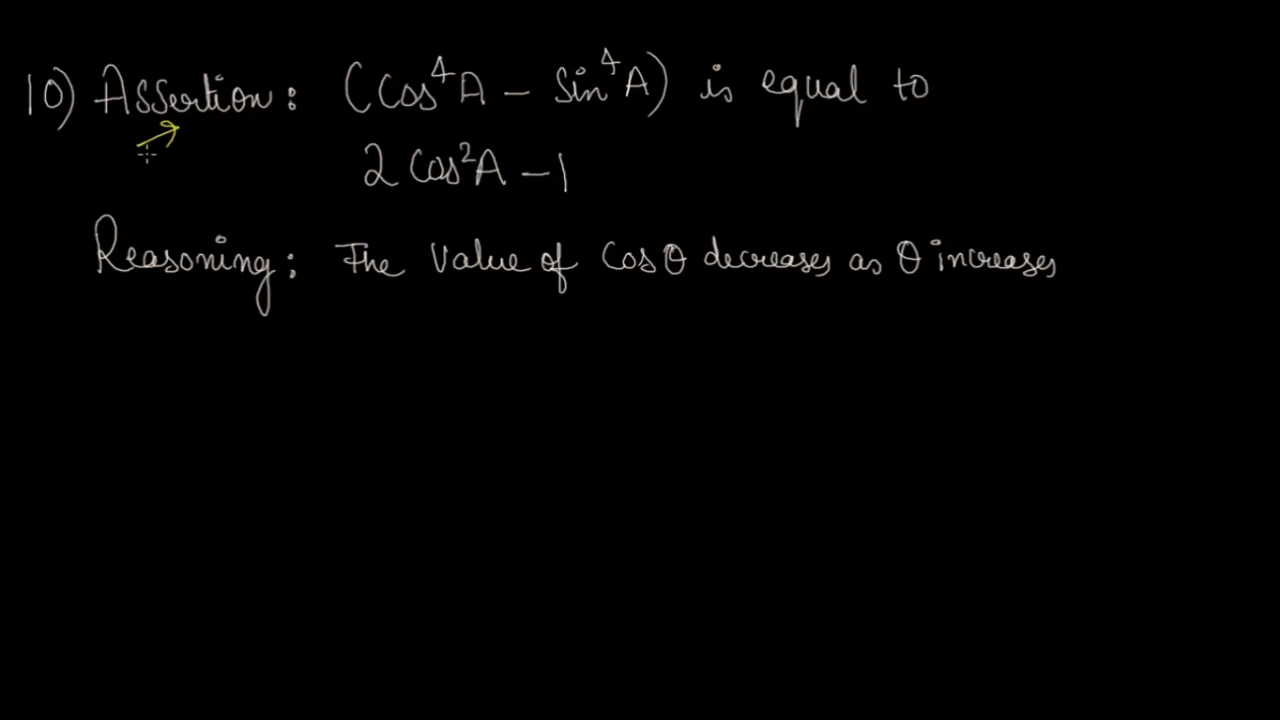 10) Assertion: (Cos⁴A - Sin⁴A) is equal to
2 Cos²A - 1
Reasoning: The Value of Cos θ decreases as θ increases